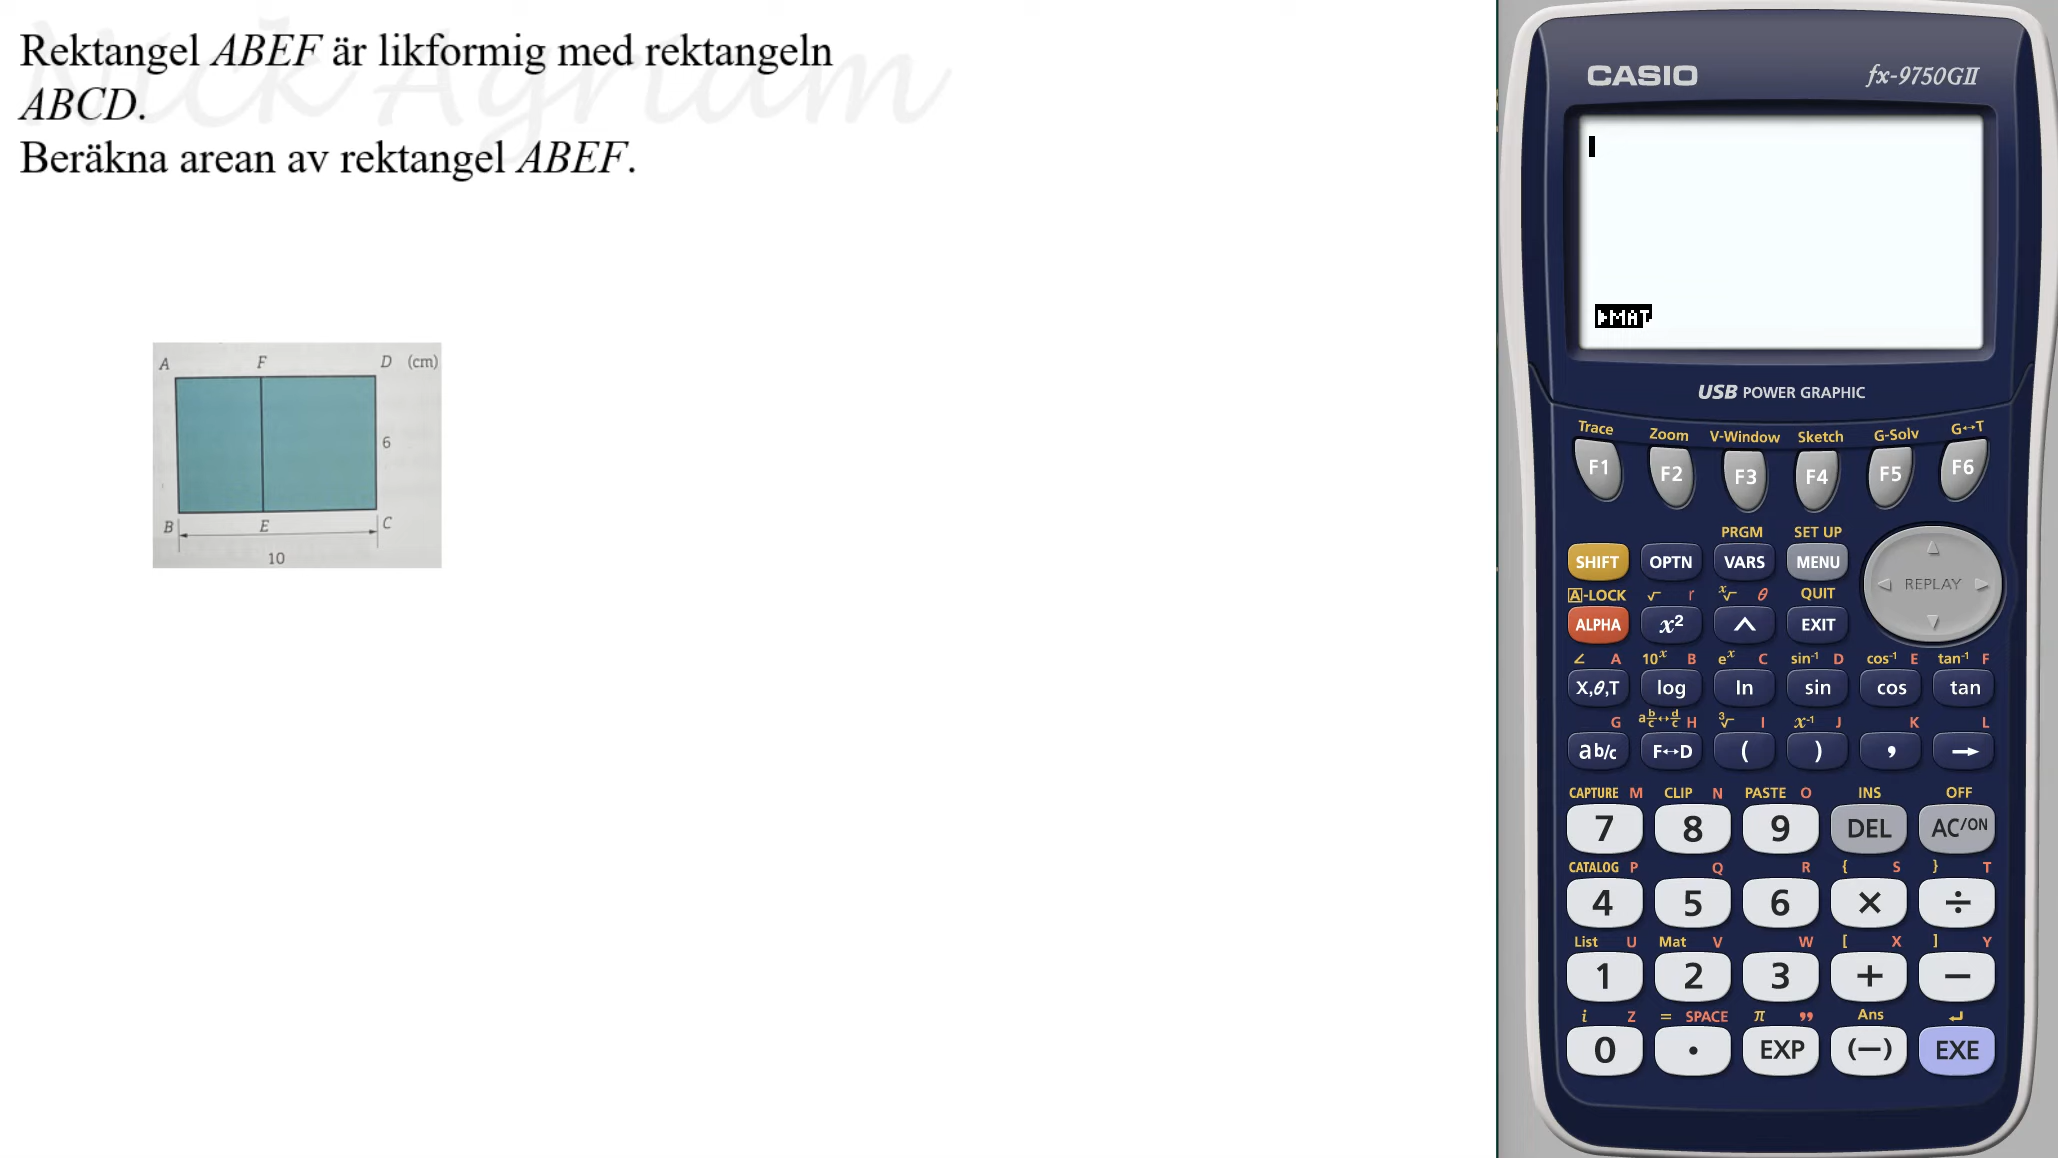 Nick Agrium
Rektangel ABEF är likformig med rektangeln
ABCD.
Beräkna arean av rektangel ABEF.
A F D (cm)
6
B E C
10
CASIO fx-9750GII
▶MAT
USB POWER GRAPHIC
Trace Zoom V-Window Sketch G-Solv G↔T
F1 F2 F3 F4 F5 F6
PRGM SET UP
SHIFT OPTN VARS MENU
REPLAY
A-LOCK √ r ˣ√ θ QUIT
ALPHA x² ^ EXIT
∠ A 10ˣ B eˣ C sin⁻¹ D cos⁻¹ E tan⁻¹ F
X,θ,T log ln sin cos tan
G a b/c↔d/c H ³√ I x⁻¹ J K L
a b/c F↔D ( ) , →
CAPTURE M CLIP N PASTE O INS OFF
7 8 9 DEL AC/ON
CATALOG P Q R { S } T
4 5 6 × ÷
List U Mat V W [ X ] Y
1 2 3 + −
i Z = SPACE π ” Ans ↵
0 . EXP (−) EXE